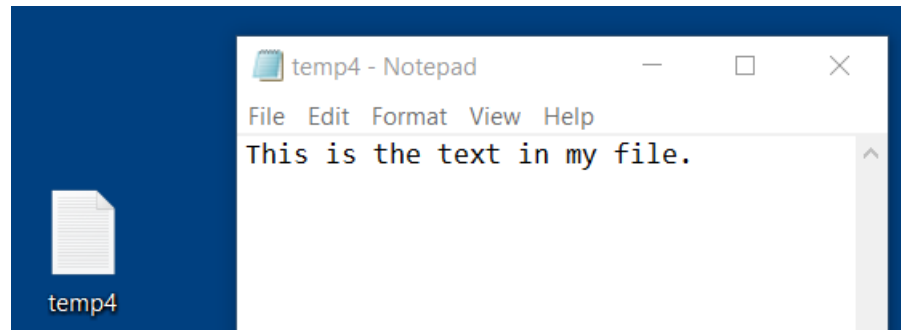 temp4 - Notepad
File Edit Format View Help
This is the text in my file.
temp4